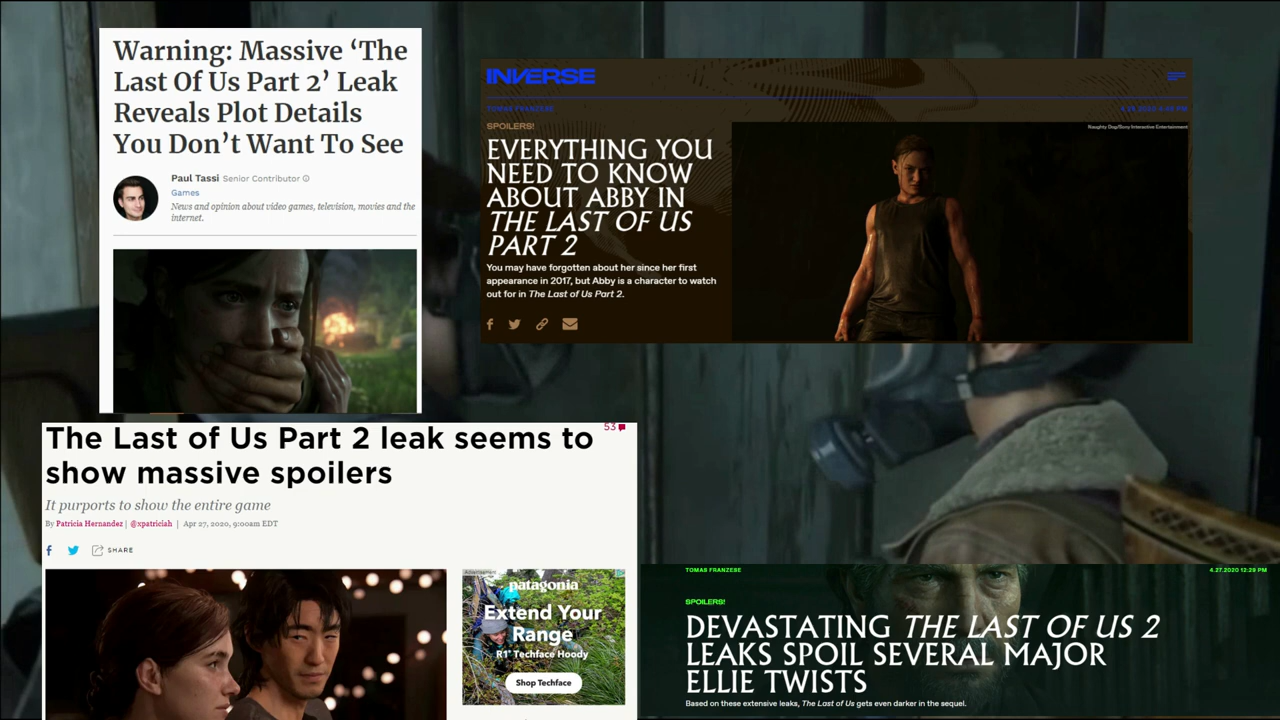 Warning: Massive ‘The
Last Of Us Part 2’ Leak
Reveals Plot Details
You Don’t Want To See
Paul Tassi Senior Contributor
Games
News and opinion about video games, television, movies and the
internet.
INVERSE
TOMAS FRANZESE
SPOILERS!
Naughty Dog/Sony Interactive Entertainment
EVERYTHING YOU
NEED TO KNOW
ABOUT ABBY IN
THE LAST OF US
PART 2
You may have forgotten about her since her first
appearance in 2017, but Abby is a character to watch
out for in The Last of Us Part 2.
The Last of Us Part 2 leak seems to
show massive spoilers
53
It purports to show the entire game
By Patricia Hernandez | @xpatriciah | Apr 27, 2020, 9:00am EDT
SHARE
Advertisement
patagonia
Extend Your
Range
R1® Techface Hoody
Shop Techface
TOMAS FRANZESE 4.27.2020 12:29 PM
SPOILERS!
DEVASTATING THE LAST OF US 2
LEAKS SPOIL SEVERAL MAJOR
ELLIE TWISTS
Based on these extensive leaks, The Last of Us gets even darker in the sequel.